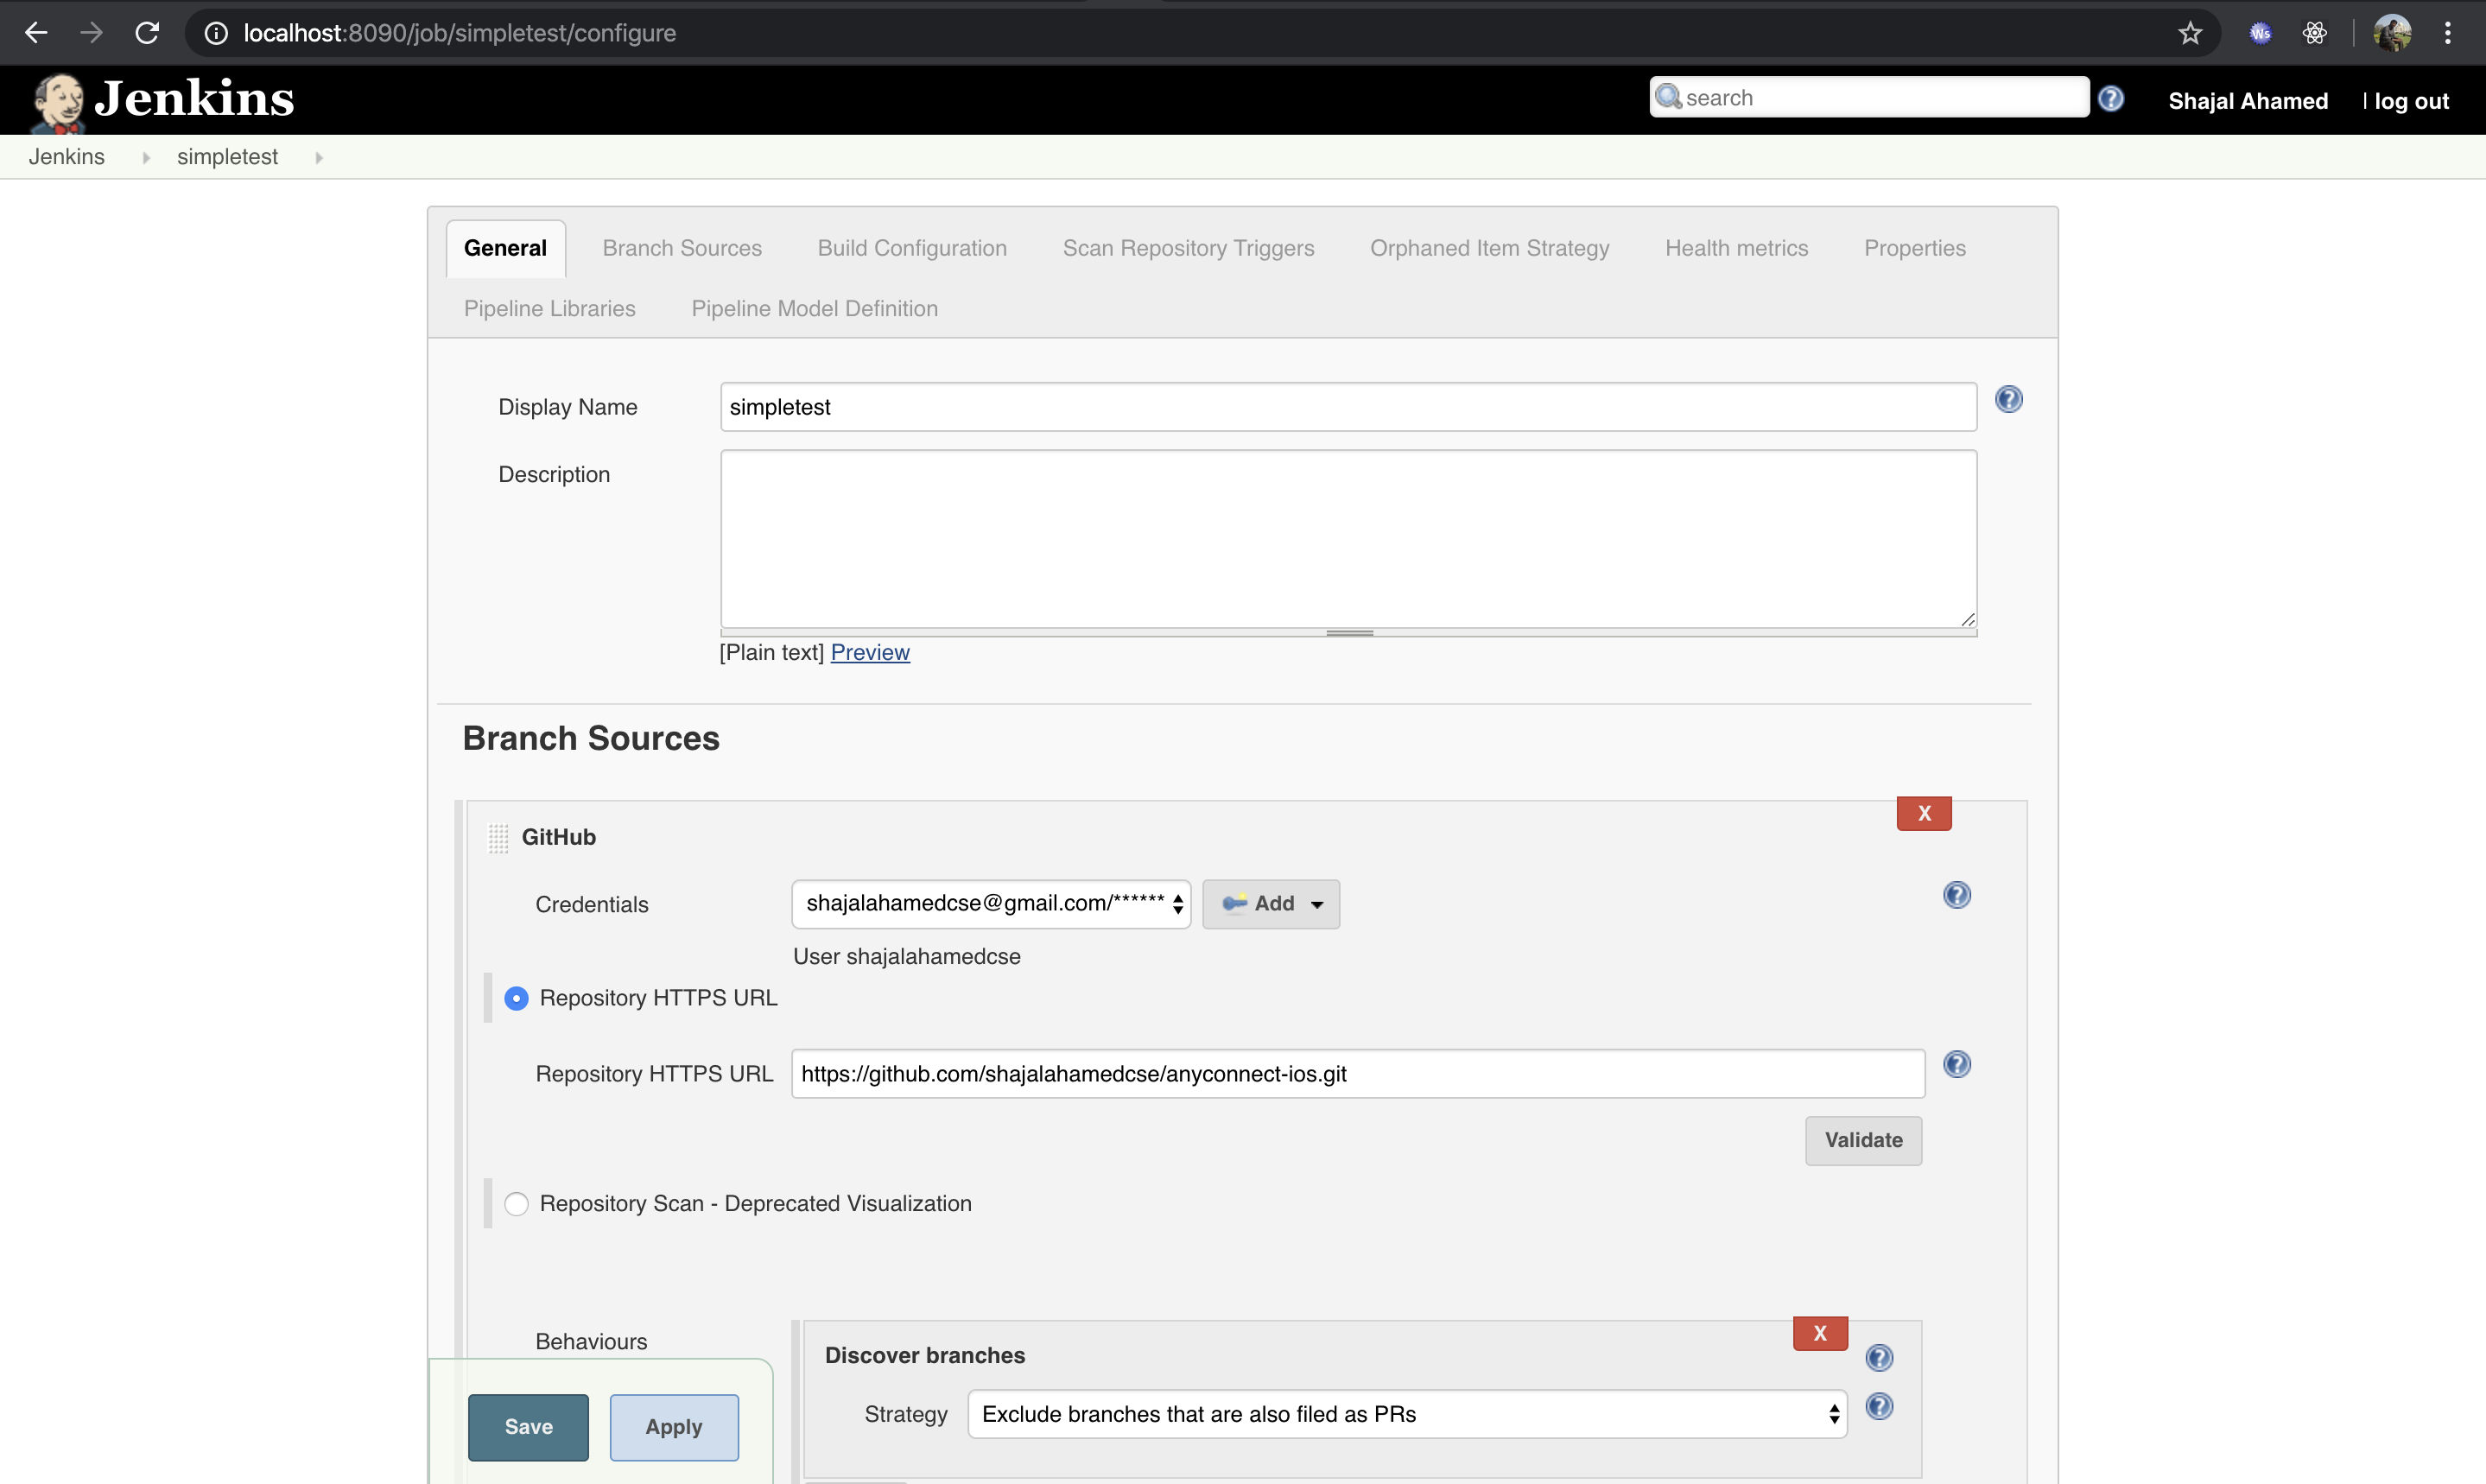 localhost:8090/job/simpletest/configure
Ws
Jenkins
search
?
Shajal Ahamed
| log out
Jenkins
simpletest
General
Branch Sources
Build Configuration
Scan Repository Triggers
Orphaned Item Strategy
Health metrics
Properties
Pipeline Libraries
Pipeline Model Definition
Display Name
simpletest
?
Description
[Plain text] Preview
Branch Sources
X
GitHub
Credentials
shajalahamedcse@gmail.com/******
Add
?
User shajalahamedcse
Repository HTTPS URL
Repository HTTPS URL
https://github.com/shajalahamedcse/anyconnect-ios.git
?
Validate
Repository Scan - Deprecated Visualization
Behaviours
X
Discover branches
?
Strategy
Exclude branches that are also filed as PRs
?
Save
Apply